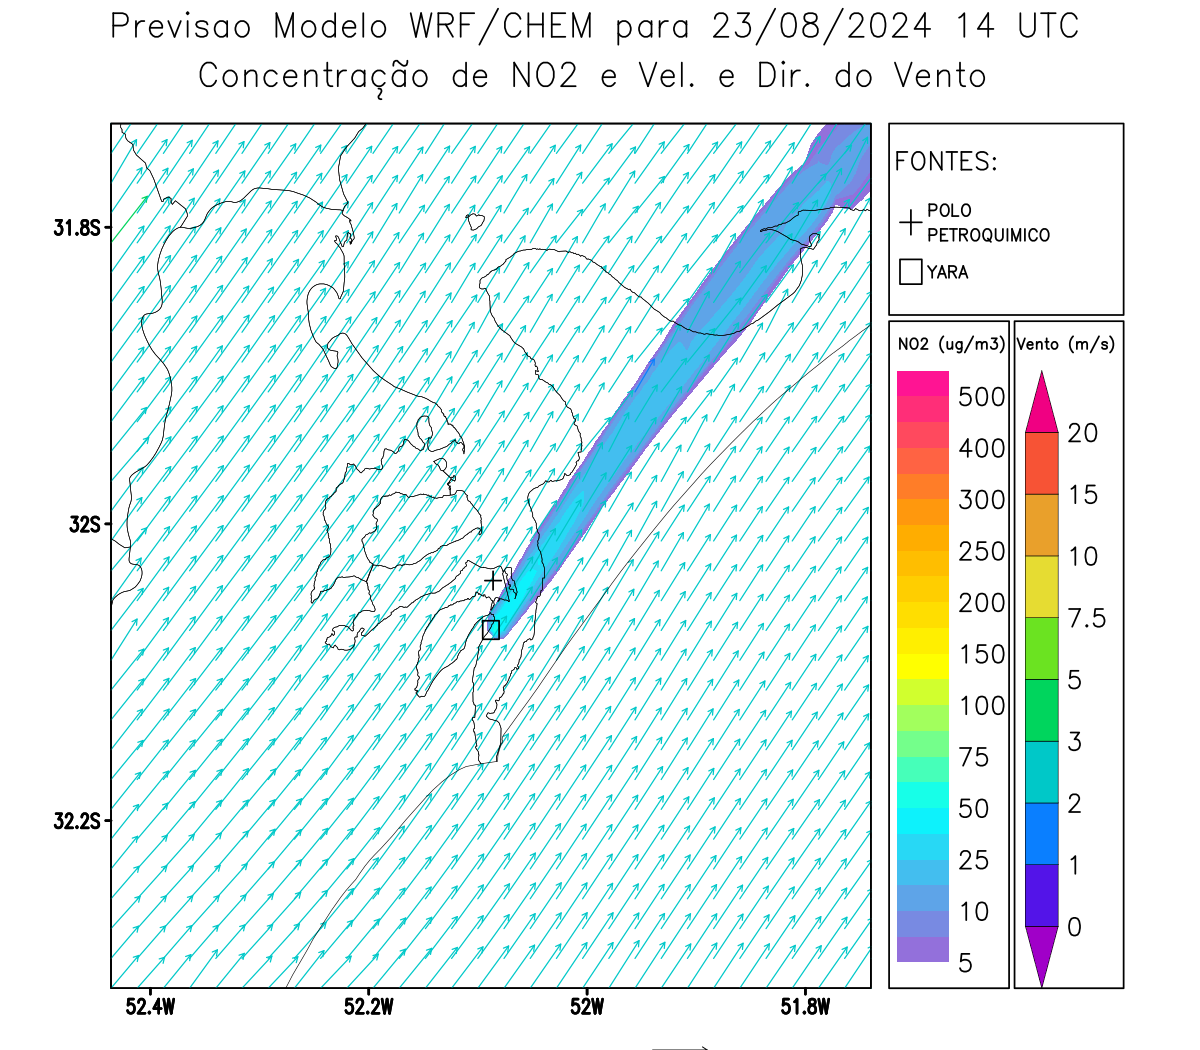 Previsao Modelo WRF/CHEM para 23/08/2024 14 UTC
Concentração de NO2 e Vel. e Dir. do Vento
FONTES:
POLO
PETROQUIMICO
YARA
31.8S
32S
32.2S
52.4W
52.2W
52W
51.8W
NO2 (ug/m3)
500
400
300
250
200
150
100
75
50
25
10
5
Vento (m/s)
20
15
10
7.5
5
3
2
1
0